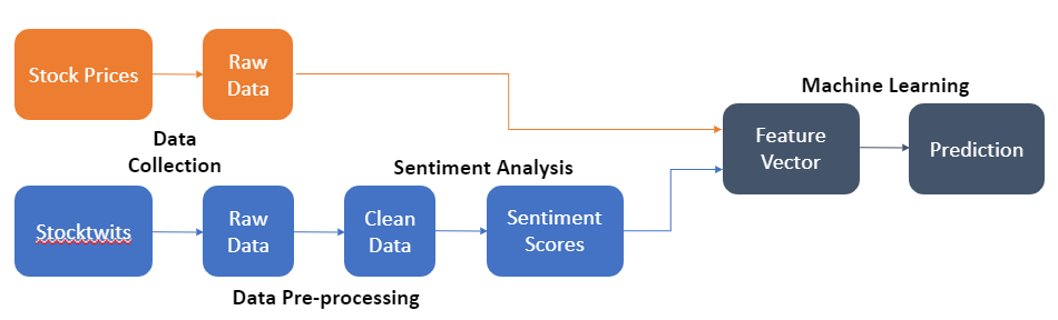 Stock Prices
Raw
Data
Machine Learning
Feature
Vector
Prediction
Data
Collection
Sentiment Analysis
Stocktwits
Raw
Data
Clean
Data
Sentiment
Scores
Data Pre-processing